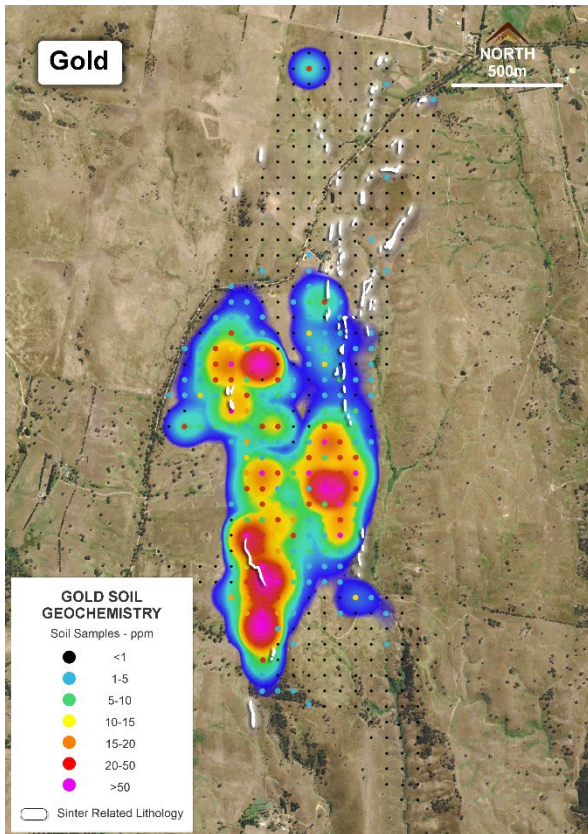 Gold
NORTH
500m
GOLD SOIL
GEOCHEMISTRY
Soil Samples - ppm
<1
1-5
5-10
10-15
15-20
20-50
>50
Sinter Related Lithology